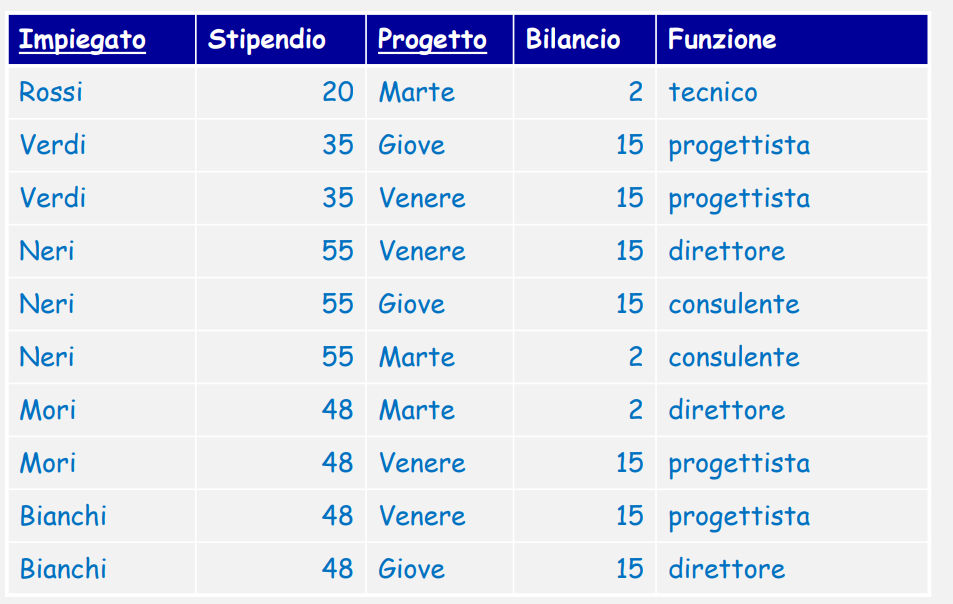 Impiegato Stipendio Progetto Bilancio Funzione
Rossi 20 Marte 2 tecnico
Verdi 35 Giove 15 progettista
Verdi 35 Venere 15 progettista
Neri 55 Venere 15 direttore
Neri 55 Giove 15 consulente
Neri 55 Marte 2 consulente
Mori 48 Marte 2 direttore
Mori 48 Venere 15 progettista
Bianchi 48 Venere 15 progettista
Bianchi 48 Giove 15 direttore